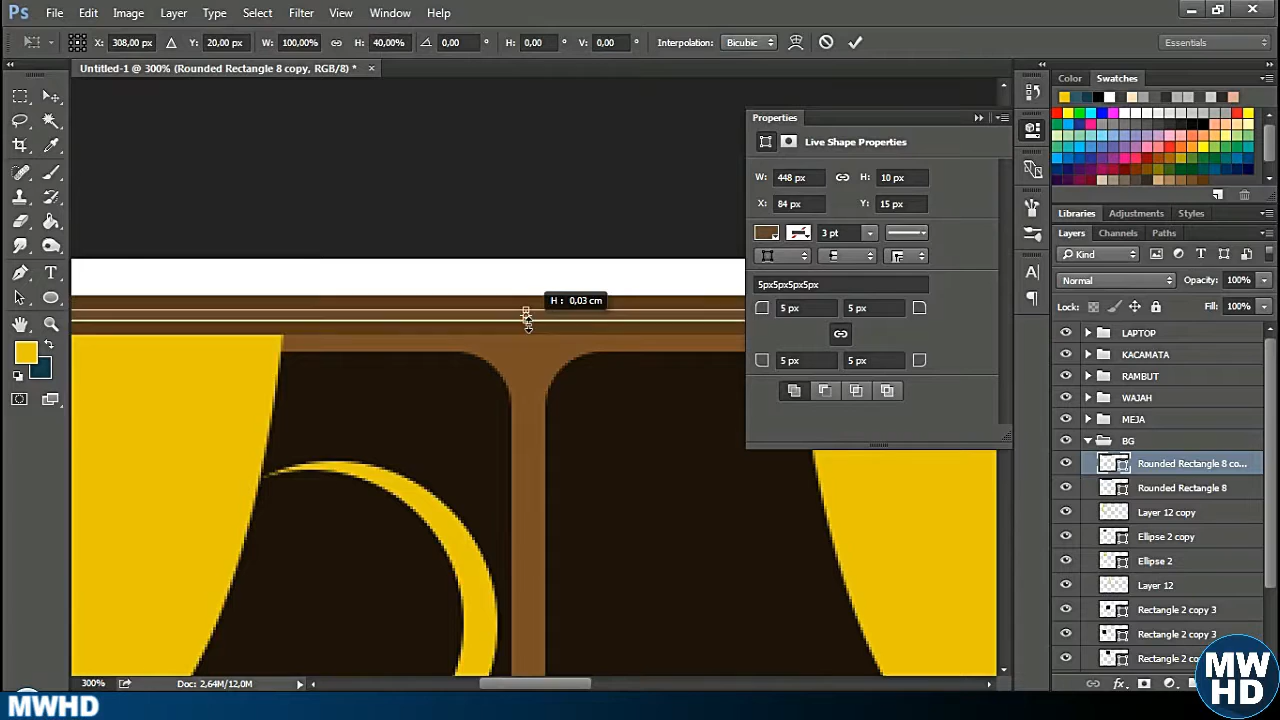 Ps File Edit Image Layer Type Select Filter View Window Help
X: 308,00 px Y: 20,00 px W: 100,00% H: 40,00% 0,00 ° H: 0,00 ° V: 0,00 ° Interpolation: Bicubic Essentials
Untitled-1 @ 300% (Rounded Rectangle 8 copy, RGB/8) * ×
Color Swatches
Properties
Live Shape Properties
W: 448 px H: 10 px
X: 84 px Y: 15 px
3 pt
5px5px5px5px
5 px 5 px
5 px 5 px
H : 0,03 cm
Libraries Adjustments Styles
Layers Channels Paths
Kind
Normal Opacity: 100%
Lock: Fill: 100%
LAPTOP
KACAMATA
RAMBUT
WAJAH
MEJA
BG
Rounded Rectangle 8 co...
Rounded Rectangle 8
Layer 12 copy
Ellipse 2 copy
Ellipse 2
Layer 12
Rectangle 2 copy 3
Rectangle 2 copy 3
300% Doc: 2,64M/12,0M
MWHD
MW
HD